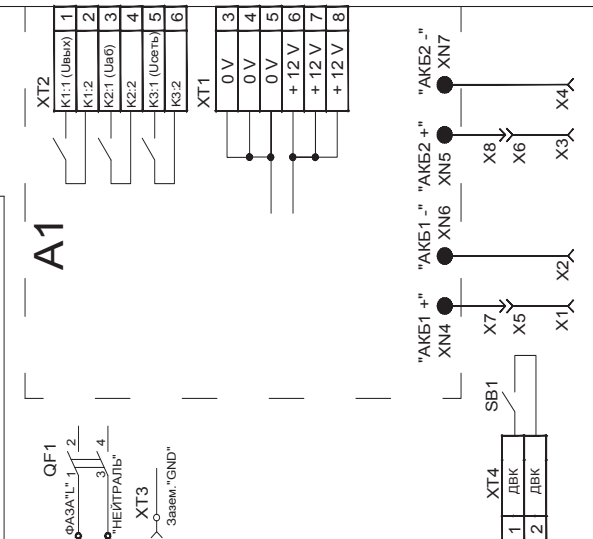 XT2
1 K1:1 (Uвых)
2 K1:2
3 K2:1 (Uаб)
4 K2:2
5 K3:1 (Uсеть)
6 K3:2
XT1
3 0 V
4 0 V
5 0 V
6 + 12 V
7 + 12 V
8 + 12 V
"АКБ2 -" XN7
X4
"АКБ2 +" XN5
X8 X6 X3
"АКБ1 -" XN6
X2
"АКБ1 +" XN4
X7 X5 X1
A1
QF1
ФАЗА"L" 1 2
"НЕЙТРАЛЬ" 3 4
XT3
Зазем."GND"
SB1
XT4
1 ДВК
2 ДВК